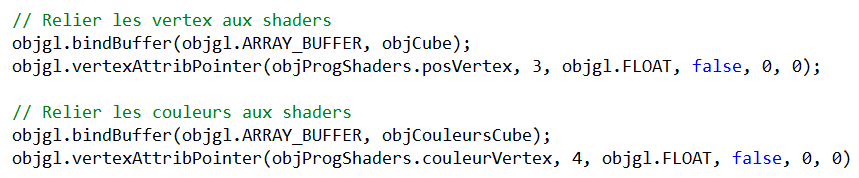 // Relier les vertex aux shaders
objgl.bindBuffer(objgl.ARRAY_BUFFER, objCube);
objgl.vertexAttribPointer(objProgShaders.posVertex, 3, objgl.FLOAT, false, 0, 0);
// Relier les couleurs aux shaders
objgl.bindBuffer(objgl.ARRAY_BUFFER, objCouleursCube);
objgl.vertexAttribPointer(objProgShaders.couleurVertex, 4, objgl.FLOAT, false, 0, 0)